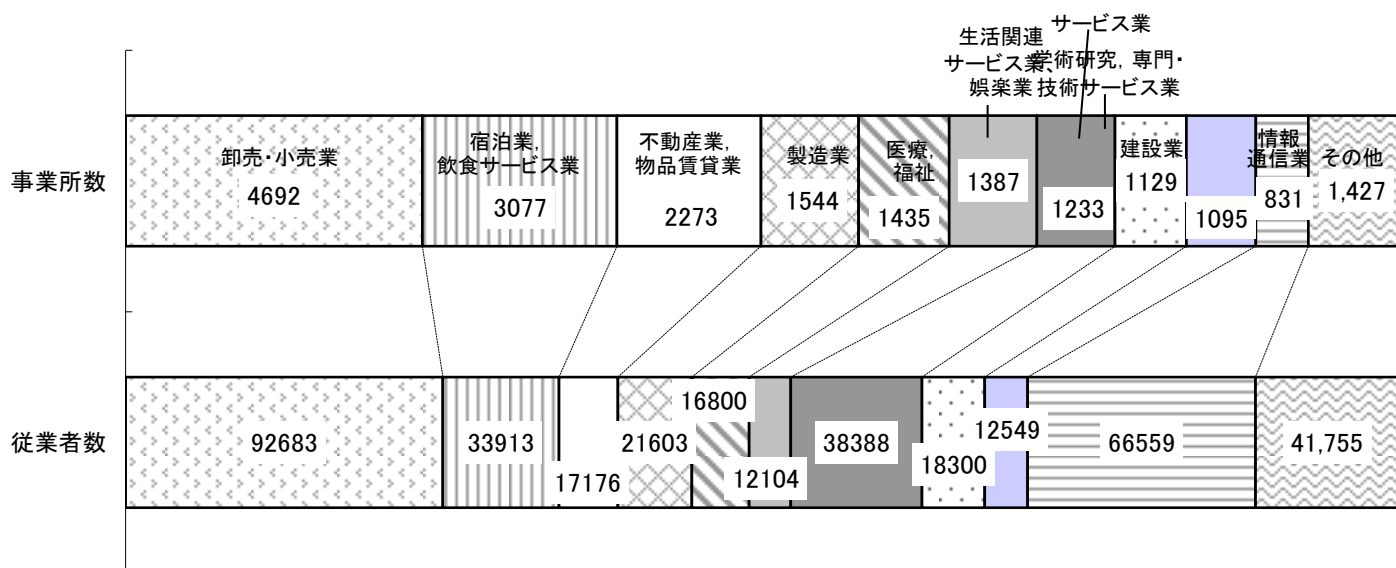 サービス業
生活関連
サービス業、
娯楽業
学術研究，専門・
技術サービス業
事業所数
卸売・小売業
4692
宿泊業，
飲食サービス業
3077
不動産業，
物品賃貸業
2273
製造業
1544
医療，
福祉
1435
1387
1233
建設業
1129
1095
情報
通信業
831
その他
1,427
従業者数
92683
33913
17176
21603
16800
12104
38388
18300
12549
66559
41,755